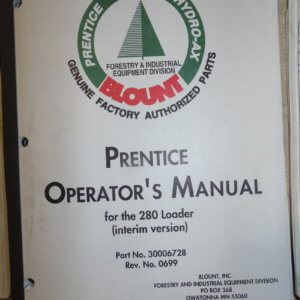 PRENTICE HYDRO-AX
FORESTRY & INDUSTRIAL
EQUIPMENT DIVISION
BLOUNT
GENUINE FACTORY AUTHORIZED PARTS
PRENTICE
OPERATOR'S MANUAL
for the 280 Loader
(interim version)
Part No. 30006728
Rev. No. 0699
BLOUNT, INC.
FORESTRY AND INDUSTRIAL EQUIPMENT DIVISION
PO BOX 568
OWATONNA MN 55060